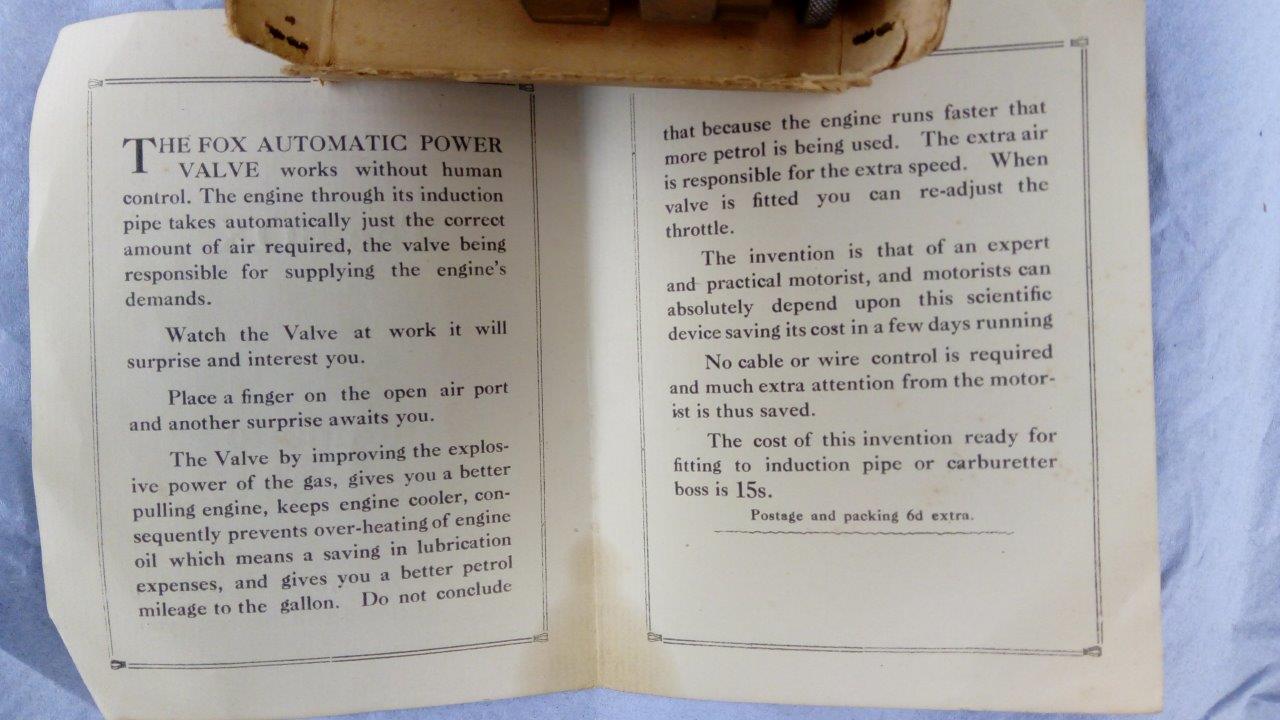 THE FOX AUTOMATIC POWER
VALVE works without human
control. The engine through its induction
pipe takes automatically just the correct
amount of air required, the valve being
responsible for supplying the engine's
demands.
Watch the Valve at work it will
surprise and interest you.
Place a finger on the open air port
and another surprise awaits you.
The Valve by improving the explos-
ive power of the gas, gives you a better
pulling engine, keeps engine cooler, con-
sequently prevents over-heating of engine
oil which means a saving in lubrication
expenses, and gives you a better petrol
mileage to the gallon. Do not conclude
that because the engine runs faster that
more petrol is being used. The extra air
is responsible for the extra speed. When
valve is fitted you can re-adjust the
throttle.
The invention is that of an expert
and practical motorist, and motorists can
absolutely depend upon this scientific
device saving its cost in a few days running
No cable or wire control is required
and much extra attention from the motor-
ist is thus saved.
The cost of this invention ready for
fitting to induction pipe or carburetter
boss is 15s.
Postage and packing 6d extra.